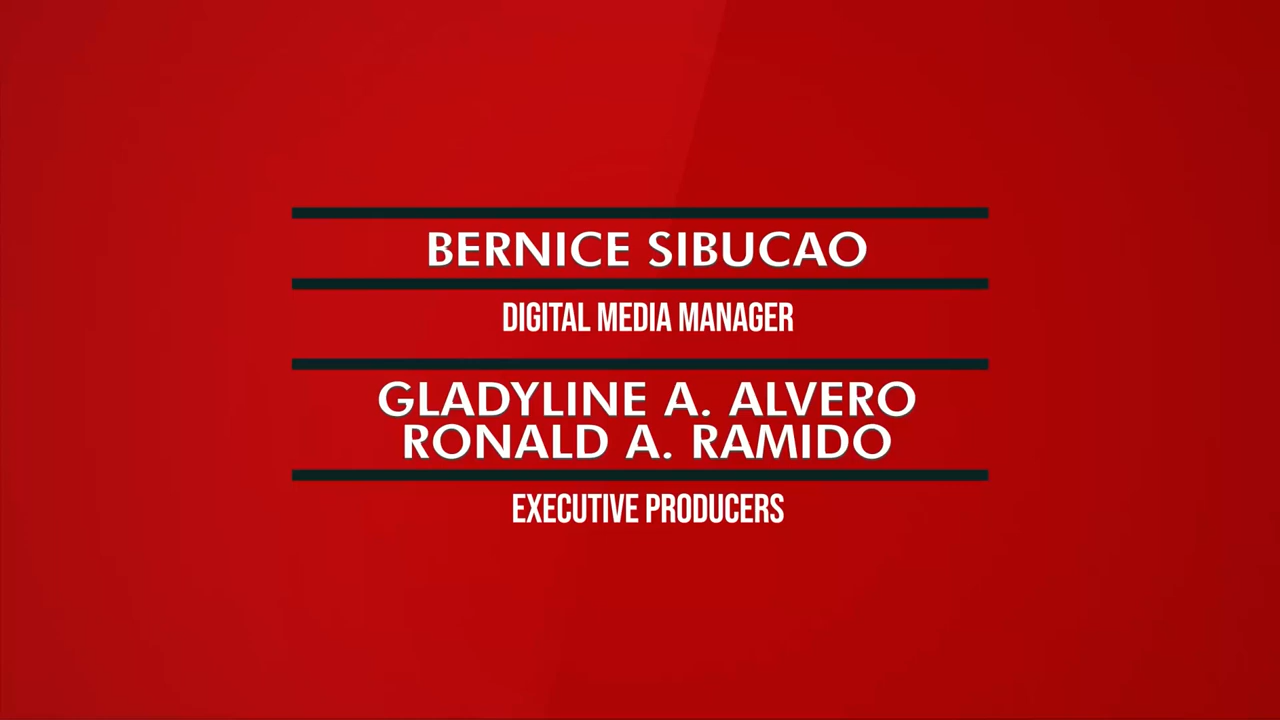 BERNICE SIBUCAO
DIGITAL MEDIA MANAGER
GLADYLINE A. ALVERO
RONALD A. RAMIDO
EXECUTIVE PRODUCERS